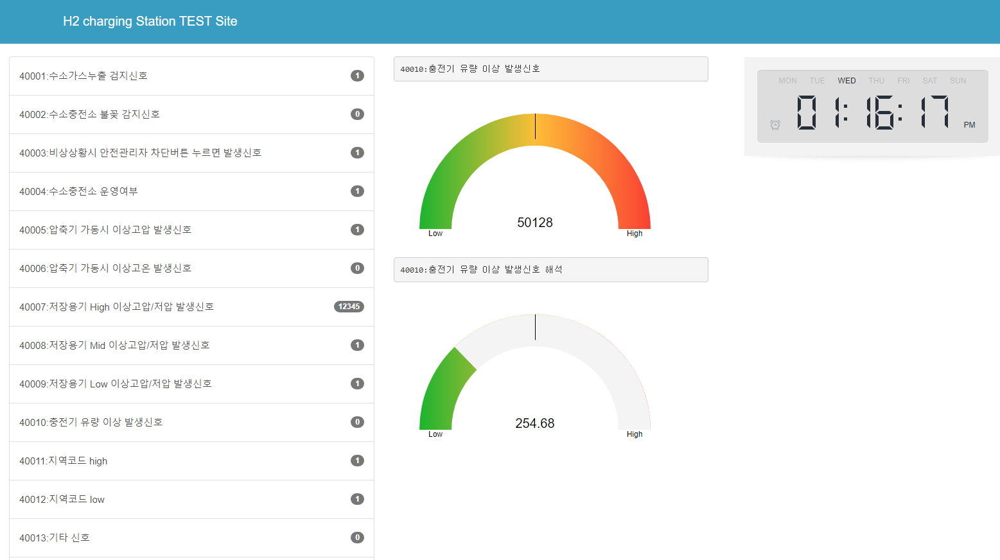 H2 charging Station TEST Site
40001:수소가스누출 검지신호 1
40002:수소충전소 불꽃 감지신호 0
40003:비상상황시 안전관리자 차단버튼 누르면 발생신호 1
40004:수소충전소 운영여부 1
40005:압축기 가동시 이상고압 발생신호 1
40006:압축기 가동시 이상고온 발생신호 0
40007:저장용기 High 이상고압/저압 발생신호 12345
40008:저장용기 Mid 이상고압/저압 발생신호 1
40009:저장용기 Low 이상고압/저압 발생신호 1
40010:충전기 유량 이상 발생신호 0
40011:지역코드 high 1
40012:지역코드 low 1
40013:기타 신호 0
40010:충전기 유량 이상 발생신호
50128
Low High
40010:충전기 유량 이상 발생신호 해석
254.68
Low High
MON TUE WED THU FRI SAT SUN
01:16:17 PM